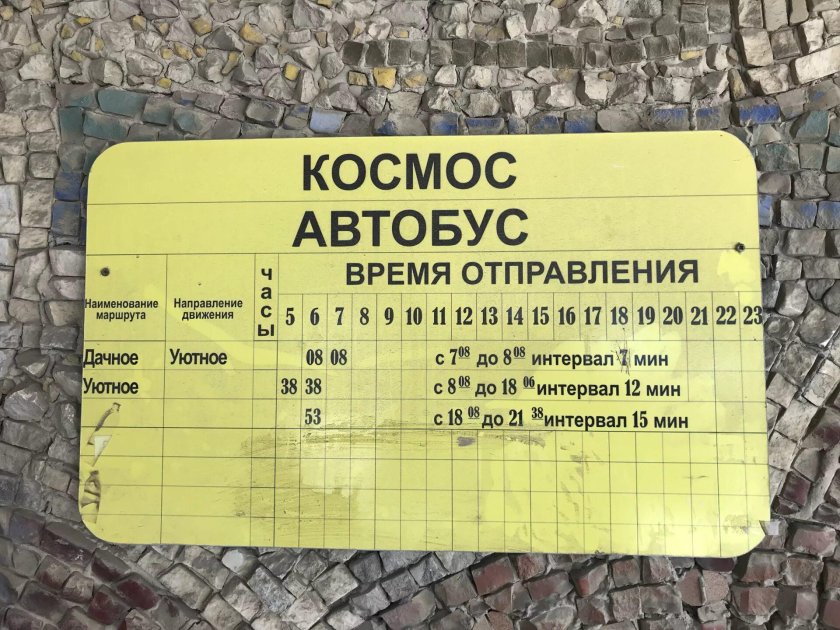 КОСМОС
АВТОБУС
Наименование маршрута Направление движения часы ВРЕМЯ ОТПРАВЛЕНИЯ
5 6 7 8 9 10 11 12 13 14 15 16 17 18 19 20 21 22 23
Дачное Уютное 08 08 с 7 08 до 8 08 интервал 7 мин
Уютное 38 38 с 8 08 до 18 06 интервал 12 мин
53 с 18 08 до 21 38 интервал 15 мин